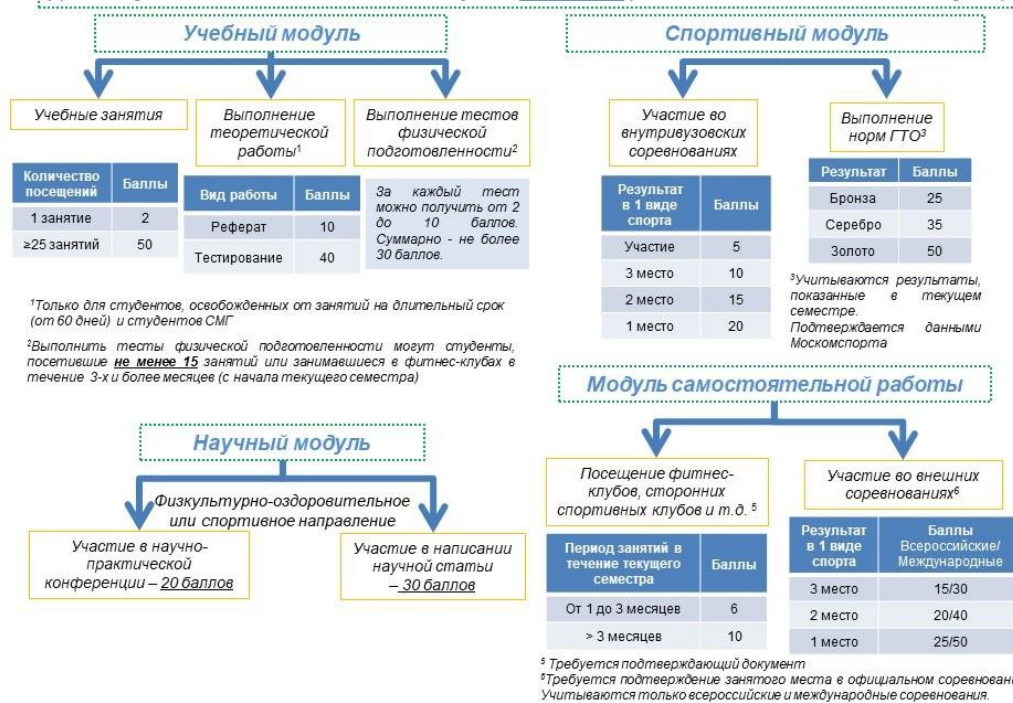 Учебный модуль
Учебные занятия
Количество
посещений
Баллы
1 занятие 2
≥25 занятий 50
Выполнение
теоретической
работы¹
Вид работы Баллы
Реферат 10
Тестирование 40
Выполнение тестов
физической
подготовленности²
За каждый тест
можно получить от 2
до 10 баллов.
Суммарно - не более
30 баллов.
¹Только для студентов, освобожденных от занятий на длительный срок
(от 60 дней) и студентов СМГ
²Выполнить тесты физической подготовленности могут студенты,
посетившие не менее 15 занятий или занимавшиеся в фитнес-клубах в
течение 3-х и более месяцев (с начала текущего семестра)
Спортивный модуль
Участие во
внутривузовских
соревнованиях
Результат
в 1 виде
спорта
Баллы
Участие 5
3 место 10
2 место 15
1 место 20
Выполнение
норм ГТО³
Результат Баллы
Бронза 25
Серебро 35
Золото 50
³Учитываются результаты,
показанные в текущем
семестре.
Подтверждается данными
Москомспорта
Научный модуль
Физкультурно-оздоровительное
или спортивное направление
Участие в научно-
практической
конференции – 20 баллов
Участие в написании
научной статьи
– 30 баллов
Модуль самостоятельной работы
Посещение фитнес-
клубов, сторонних
спортивных клубов и т.д. ⁵
Период занятий в
течение текущего
семестра
Баллы
От 1 до 3 месяцев 6
> 3 месяцев 10
Участие во внешних
соревнованиях⁶
Результат
в 1 виде
спорта
Баллы
Всероссийские/
Международные
3 место 15/30
2 место 20/40
1 место 25/50
⁵ Требуется подтверждающий документ
⁶Требуется подтверждение занятого места в официальном
Учитываются только всероссийские и международные соревнования.